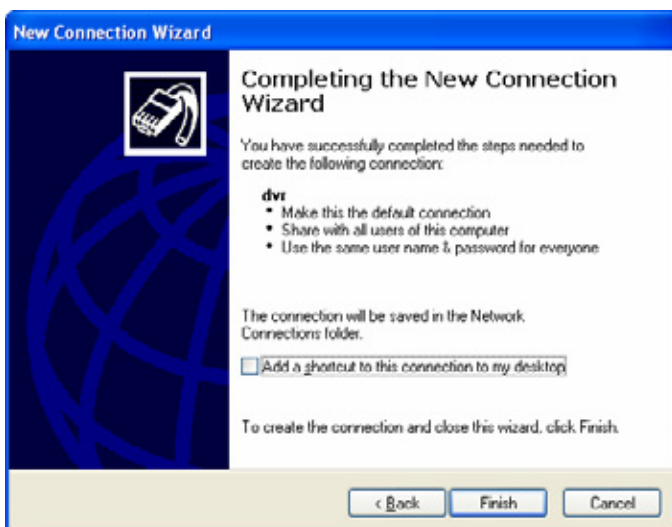 New Connection Wizard
Completing the New Connection
Wizard
You have successfully completed the steps needed to
create the following connection:
dvr
• Make this the default connection
• Share with all users of this computer
• Use the same user name & password for everyone
The connection will be saved in the Network
Connections folder.
Add a shortcut to this connection to my desktop
To create the connection and close this wizard, click Finish.
< Back Finish Cancel